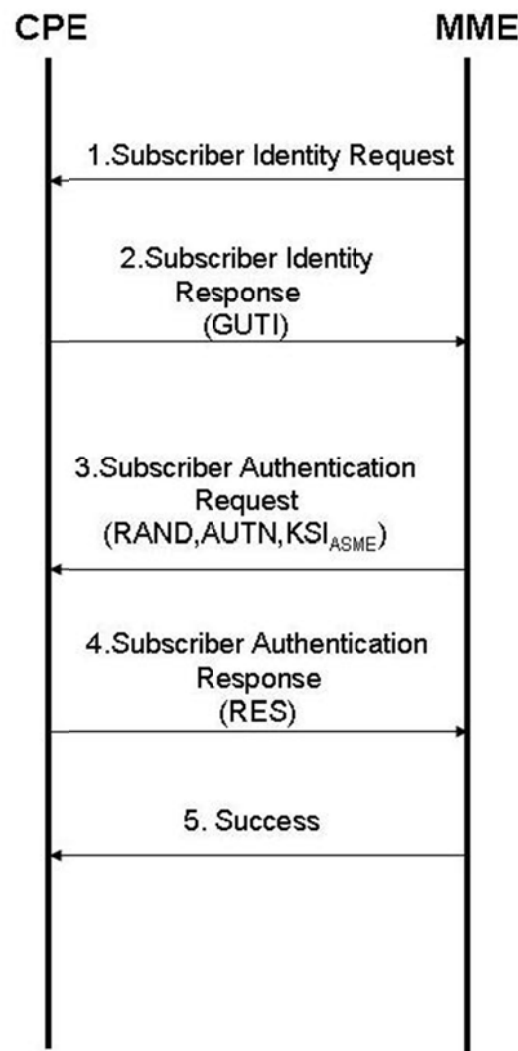 CPE
MME
1.Subscriber Identity Request
2.Subscriber Identity
Response
(GUTI)
3.Subscriber Authentication
Request
(RAND,AUTN,KSI_ASME)
4.Subscriber Authentication
Response
(RES)
5. Success